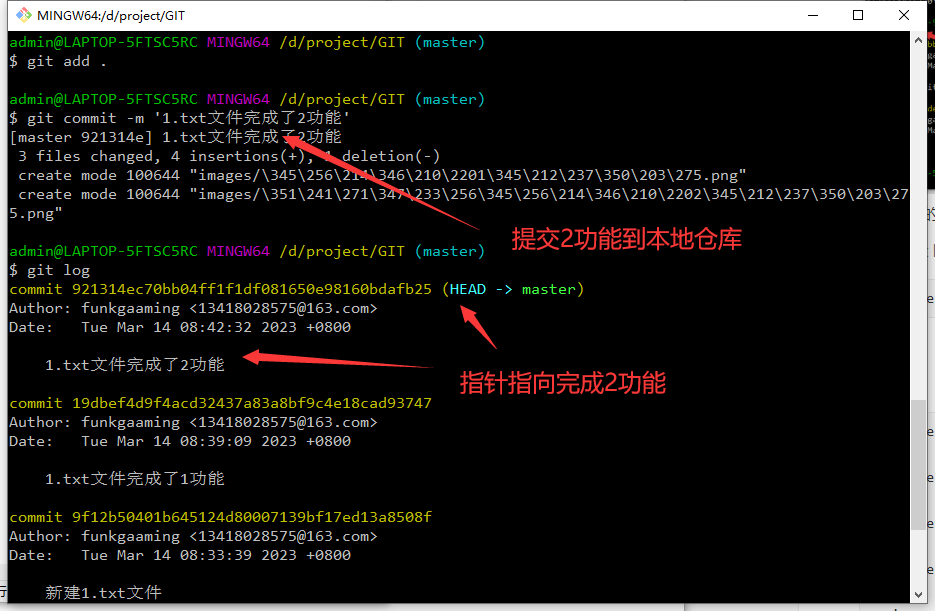 MINGW64:/d/project/GIT
admin@LAPTOP-5FTSC5RC MINGW64 /d/project/GIT (master)
$ git add .
admin@LAPTOP-5FTSC5RC MINGW64 /d/project/GIT (master)
$ git commit -m '1.txt文件完成了2功能'
[master 921314e] 1.txt文件完成了2功能
3 files changed, 4 insertions(+), 1 deletion(-)
create mode 100644 "images/\345\256\214\346\210\2201\345\212\237\350\203\275.png"
create mode 100644 "images/\351\241\271\347\233\256\345\256\214\346\210\2202\345\212\237\350\203\27
5.png"
提交2功能到本地仓库
admin@LAPTOP-5FTSC5RC MINGW64 /d/project/GIT (master)
$ git log
commit 921314ec70bb04ff1f1df081650e98160bdafb25 (HEAD -> master)
Author: funkgaaming <13418028575@163.com>
Date:   Tue Mar 14 08:42:32 2023 +0800
1.txt文件完成了2功能
指针指向完成2功能
commit 19dbef4d9f4acd32437a83a8bf9c4e18cad93747
Author: funkgaaming <13418028575@163.com>
Date:   Tue Mar 14 08:39:09 2023 +0800
1.txt文件完成了1功能
commit 9f12b50401b645124d80007139bf17ed13a8508f
Author: funkgaaming <13418028575@163.com>
Date:   Tue Mar 14 08:33:39 2023 +0800
新建1.txt文件